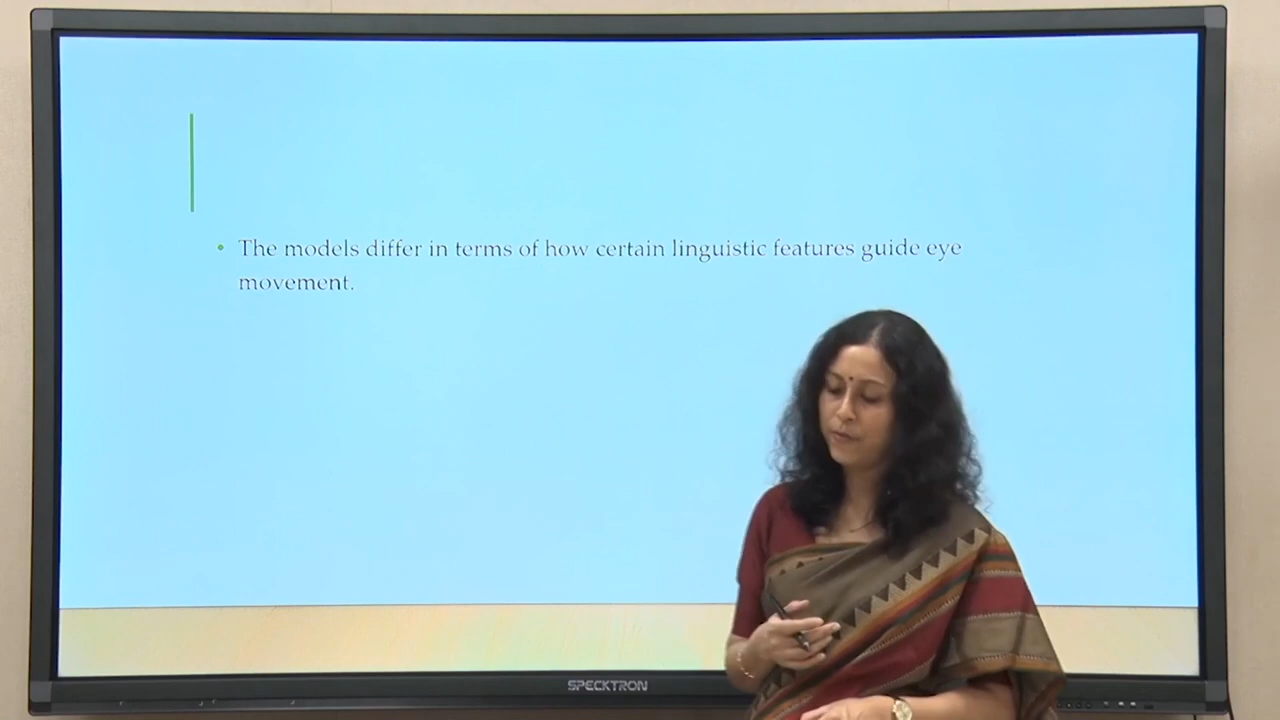 The models differ in terms of how certain linguistic features guide eye
movement.
SPECKTRON